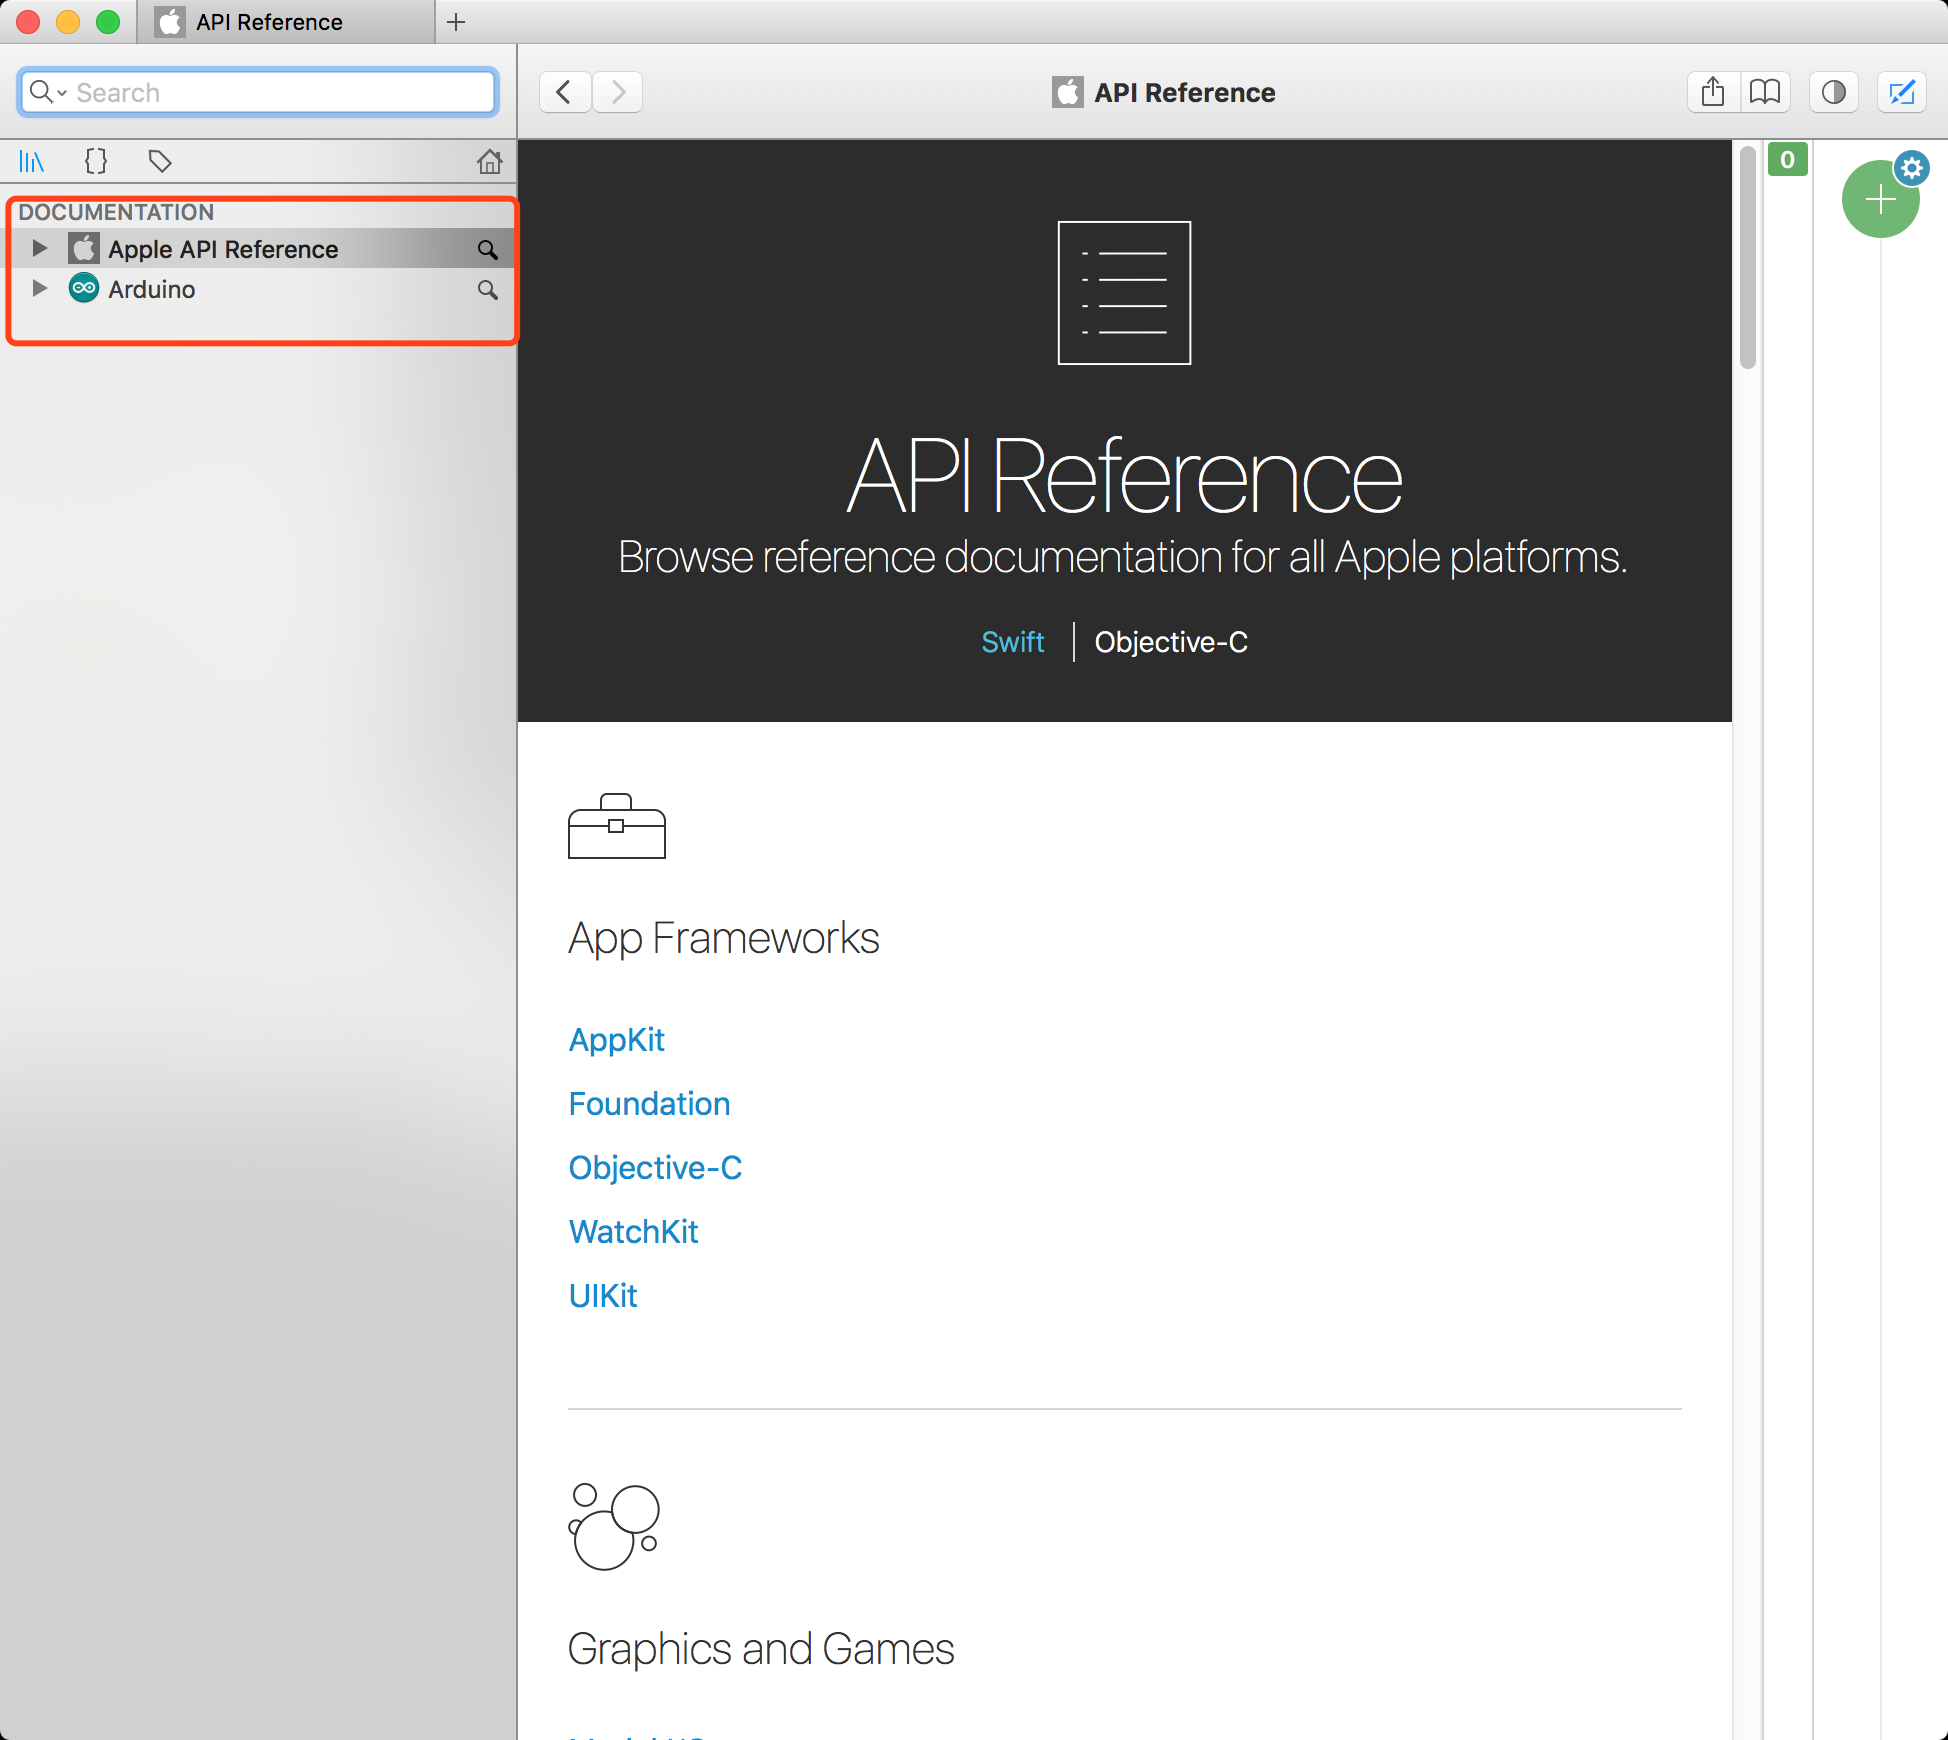 API Reference
Search
API Reference
DOCUMENTATION
Apple API Reference
Arduino
0
API Reference
Browse reference documentation for all Apple platforms.
Swift
Objective-C
App Frameworks
AppKit
Foundation
Objective-C
WatchKit
UIKit
Graphics and Games